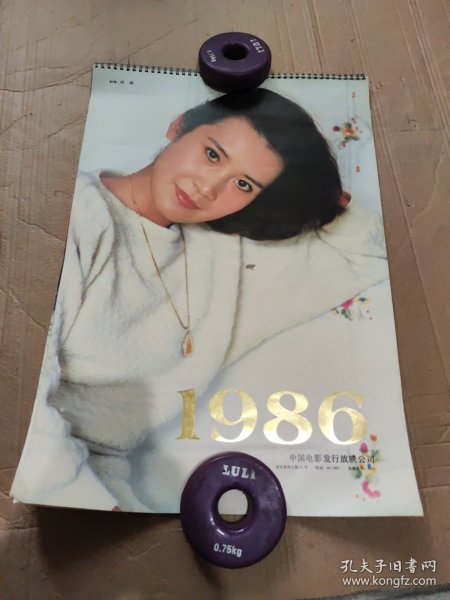 LULI
0.75kg
1986
中国电影发行放映公司
LULI
0.75kg
孔夫子旧书网
www.kongfz.com